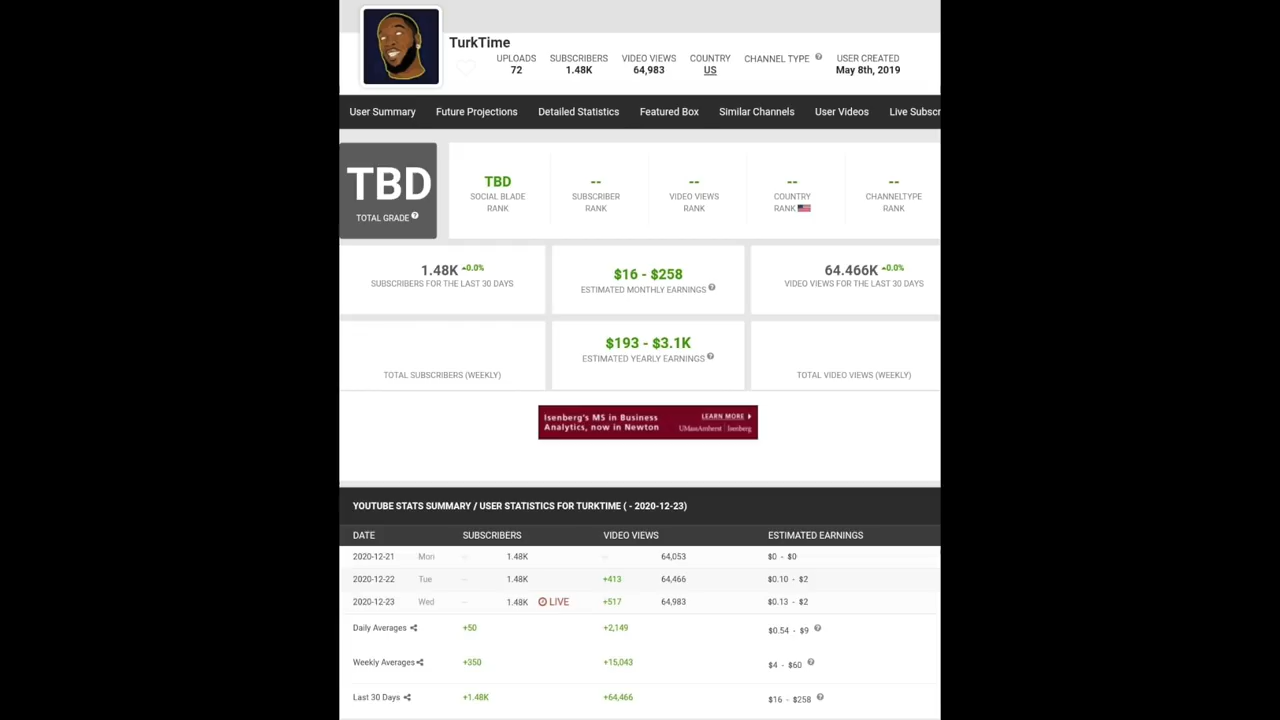 TurkTime
UPLOADS SUBSCRIBERS VIDEO VIEWS COUNTRY CHANNEL TYPE USER CREATED
72 1.48K 64,983 US May 8th, 2019
User Summary Future Projections Detailed Statistics Featured Box Similar Channels User Videos Live Subscr
TBD
TOTAL GRADE
TBD -- -- -- --
SOCIAL BLADE SUBSCRIBER VIDEO VIEWS COUNTRY CHANNELTYPE
RANK RANK RANK RANK RANK
1.48K 0.0% $16 - $258 64.466K 0.0%
SUBSCRIBERS FOR THE LAST 30 DAYS ESTIMATED MONTHLY EARNINGS VIDEO VIEWS FOR THE LAST 30 DAYS
$193 - $3.1K
ESTIMATED YEARLY EARNINGS
TOTAL SUBSCRIBERS (WEEKLY) TOTAL VIDEO VIEWS (WEEKLY)
Isenberg's MS in Business LEARN MORE
Analytics, now in Newton UMassAmherst Isenberg
YOUTUBE STATS SUMMARY / USER STATISTICS FOR TURKTIME ( - 2020-12-23)
DATE SUBSCRIBERS VIDEO VIEWS ESTIMATED EARNINGS
2020-12-21 Mon -- 1.48K -- 64,053 $0 - $0
2020-12-22 Tue -- 1.48K +413 64,466 $0.10 - $2
2020-12-23 Wed -- 1.48K LIVE +517 64,983 $0.13 - $2
Daily Averages +50 +2,149 $0.54 - $9
Weekly Averages +350 +15,043 $4 - $60
Last 30 Days +1.48K +64,466 $16 - $258